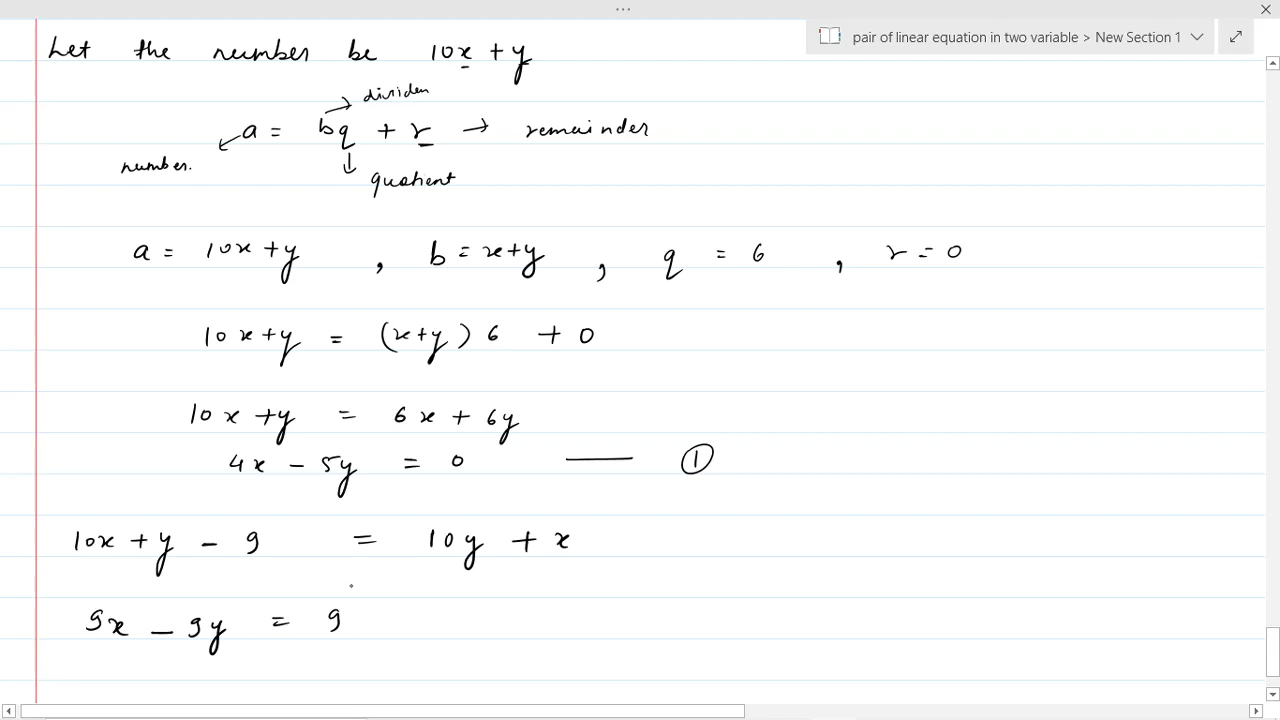 pair of linear equation in two variable > New Section 1
Let the number be 10x + y
dividen
a = bq + r → remainder
number.
quotient
a = 10x + y , b = x+y , q = 6 , r = 0
10x + y = (x+y) 6 + 0
10x + y = 6x + 6y
4x - 5y = 0 —— ①
10x + y - 9 = 10y + x
9x - 9y = 9